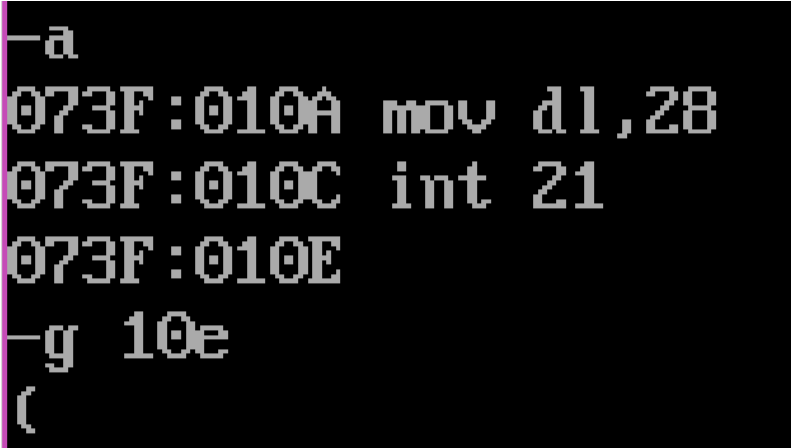 -a
073F:010A mov dl,28
073F:010C int 21
073F:010E
-g 10e
(